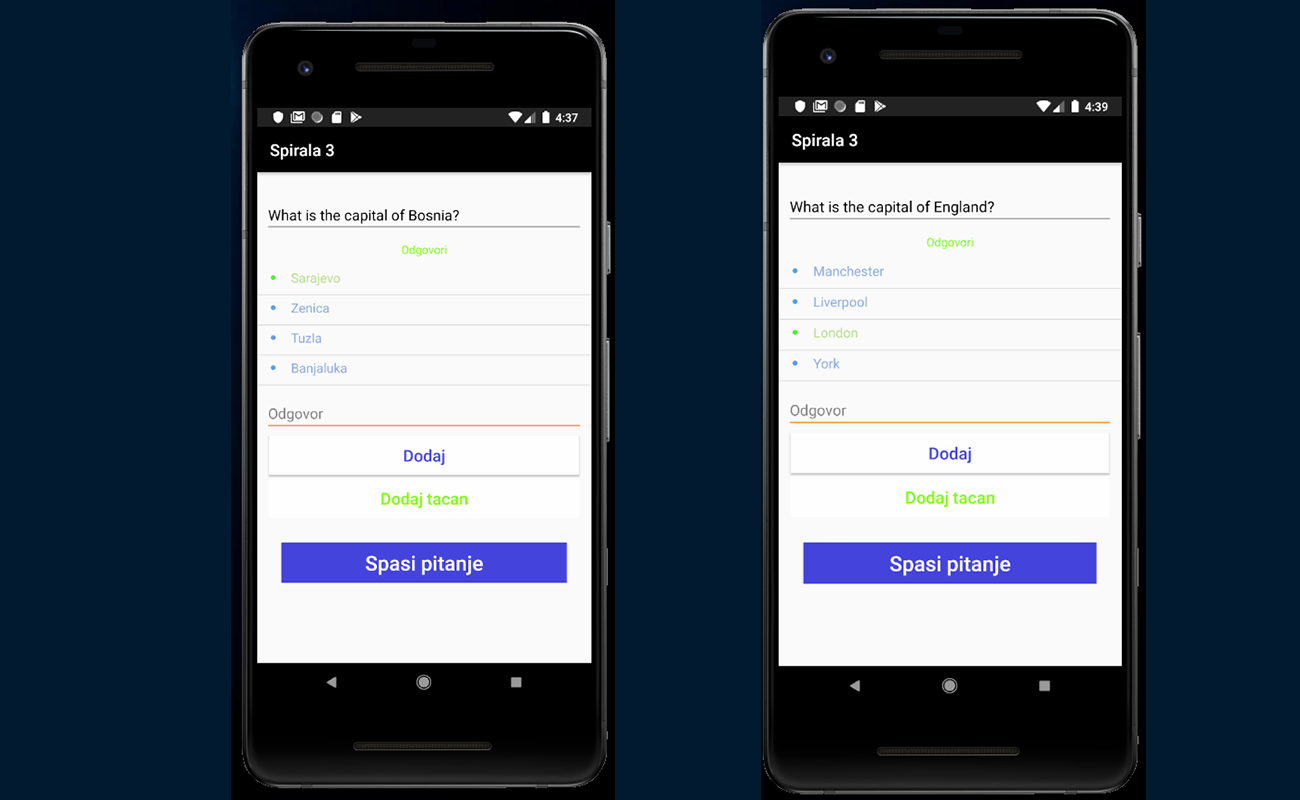 4:37
Spirala 3
What is the capital of Bosnia?
Odgovori
Sarajevo
Zenica
Tuzla
Banjaluka
Odgovor
Dodaj
Dodaj tacan
Spasi pitanje
4:39
Spirala 3
What is the capital of England?
Odgovori
Manchester
Liverpool
London
York
Odgovor
Dodaj
Dodaj tacan
Spasi pitanje